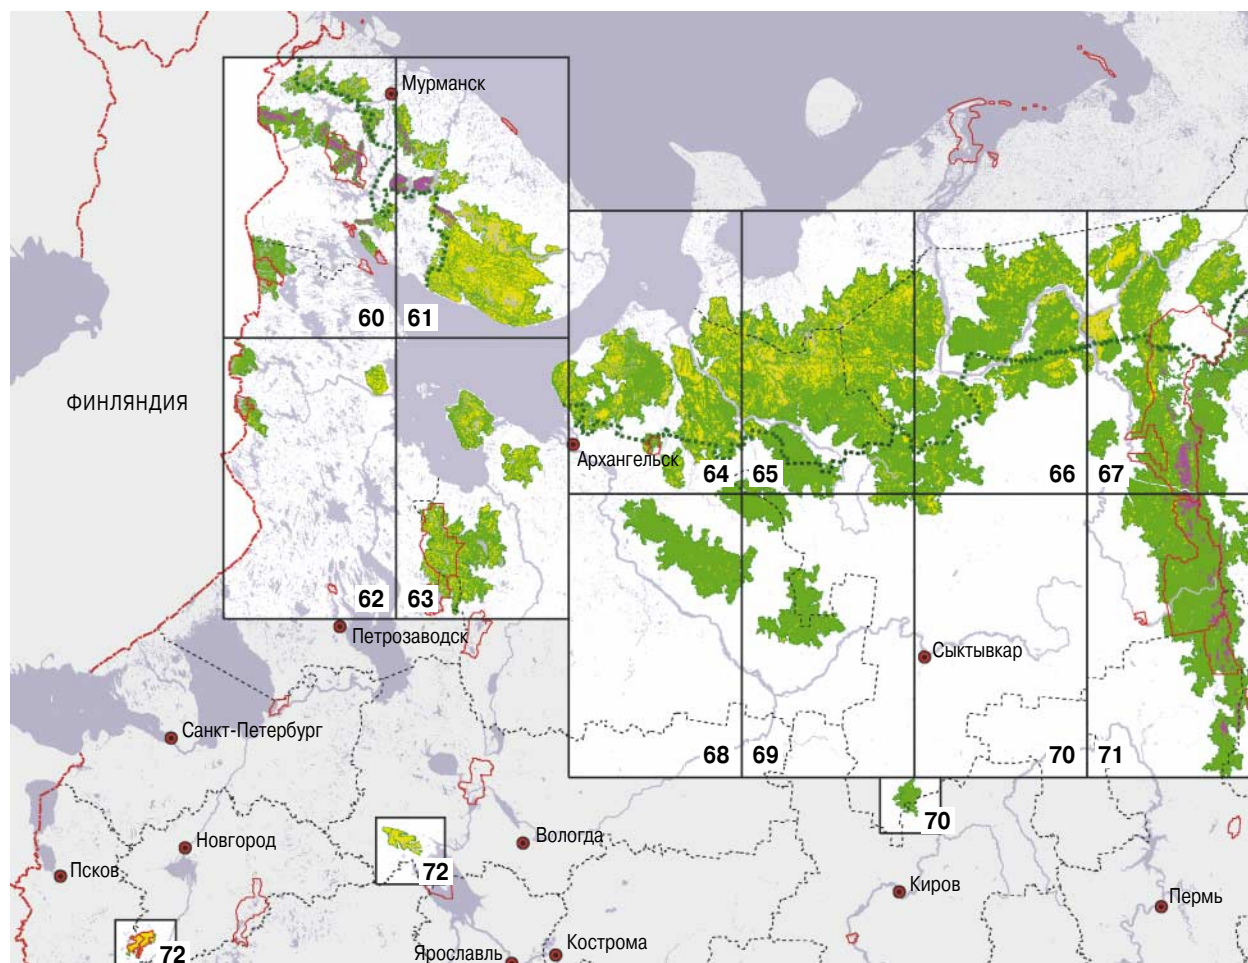 Мурманск
60
61
ФИНЛЯНДИЯ
Архангельск
64
65
66
67
62
63
Петрозаводск
Сыктывкар
Санкт-Петербург
68
69
70
71
70
Новгород
Вологда
72
Псков
Киров
Пермь
72
Ярославль
Кострома